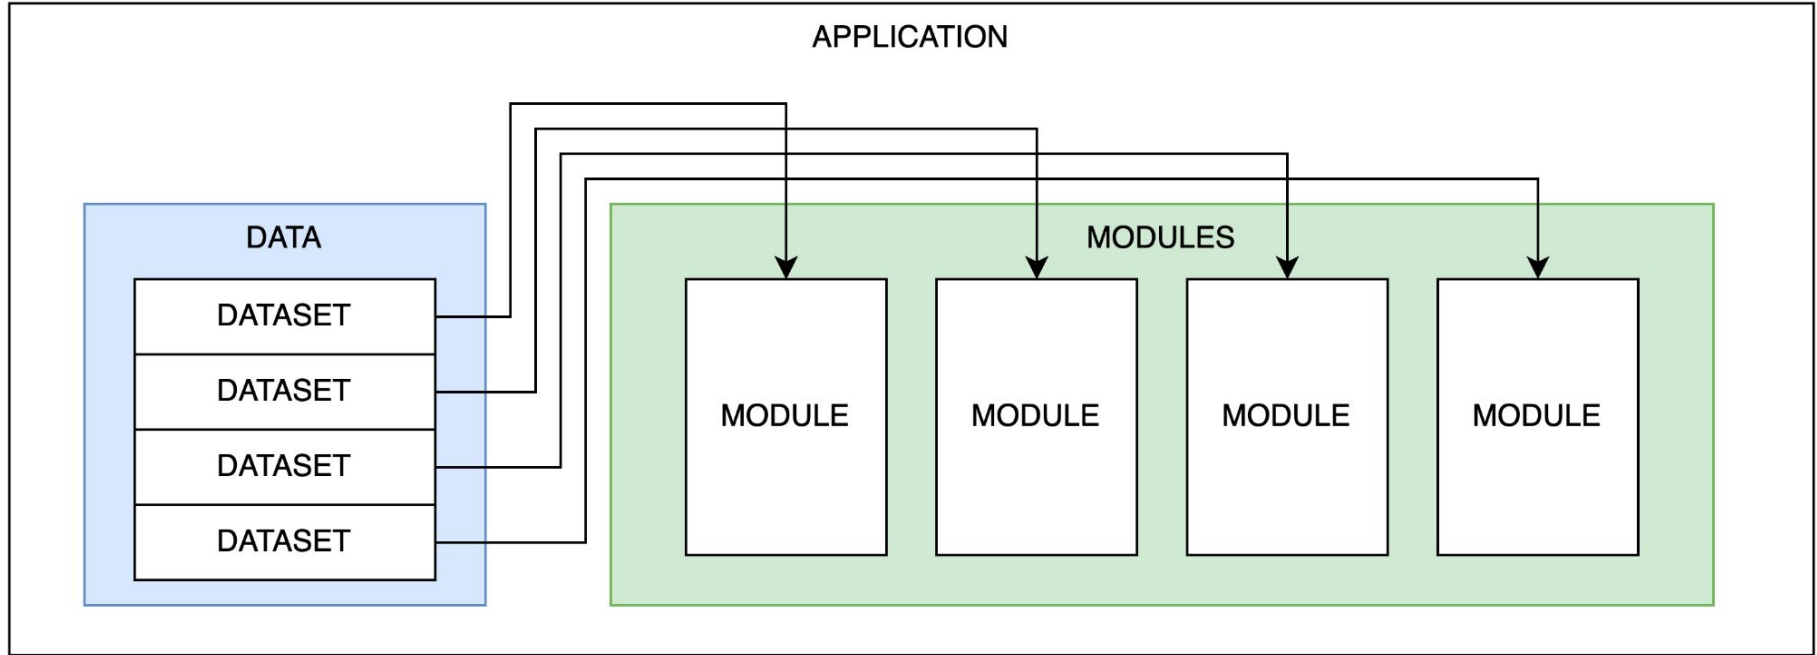 APPLICATION
DATA
DATASET
DATASET
DATASET
DATASET
MODULES
MODULE
MODULE
MODULE
MODULE